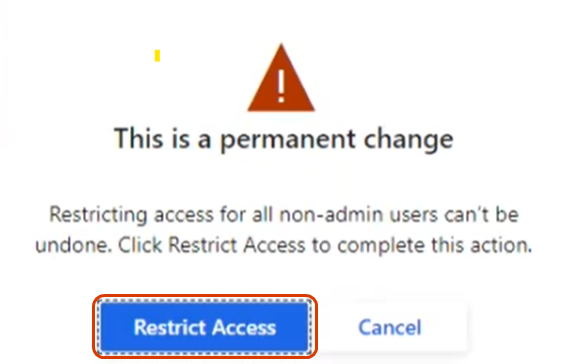 This is a permanent change
Restricting access for all non-admin users can't be
undone. Click Restrict Access to complete this action.
Restrict Access
Cancel